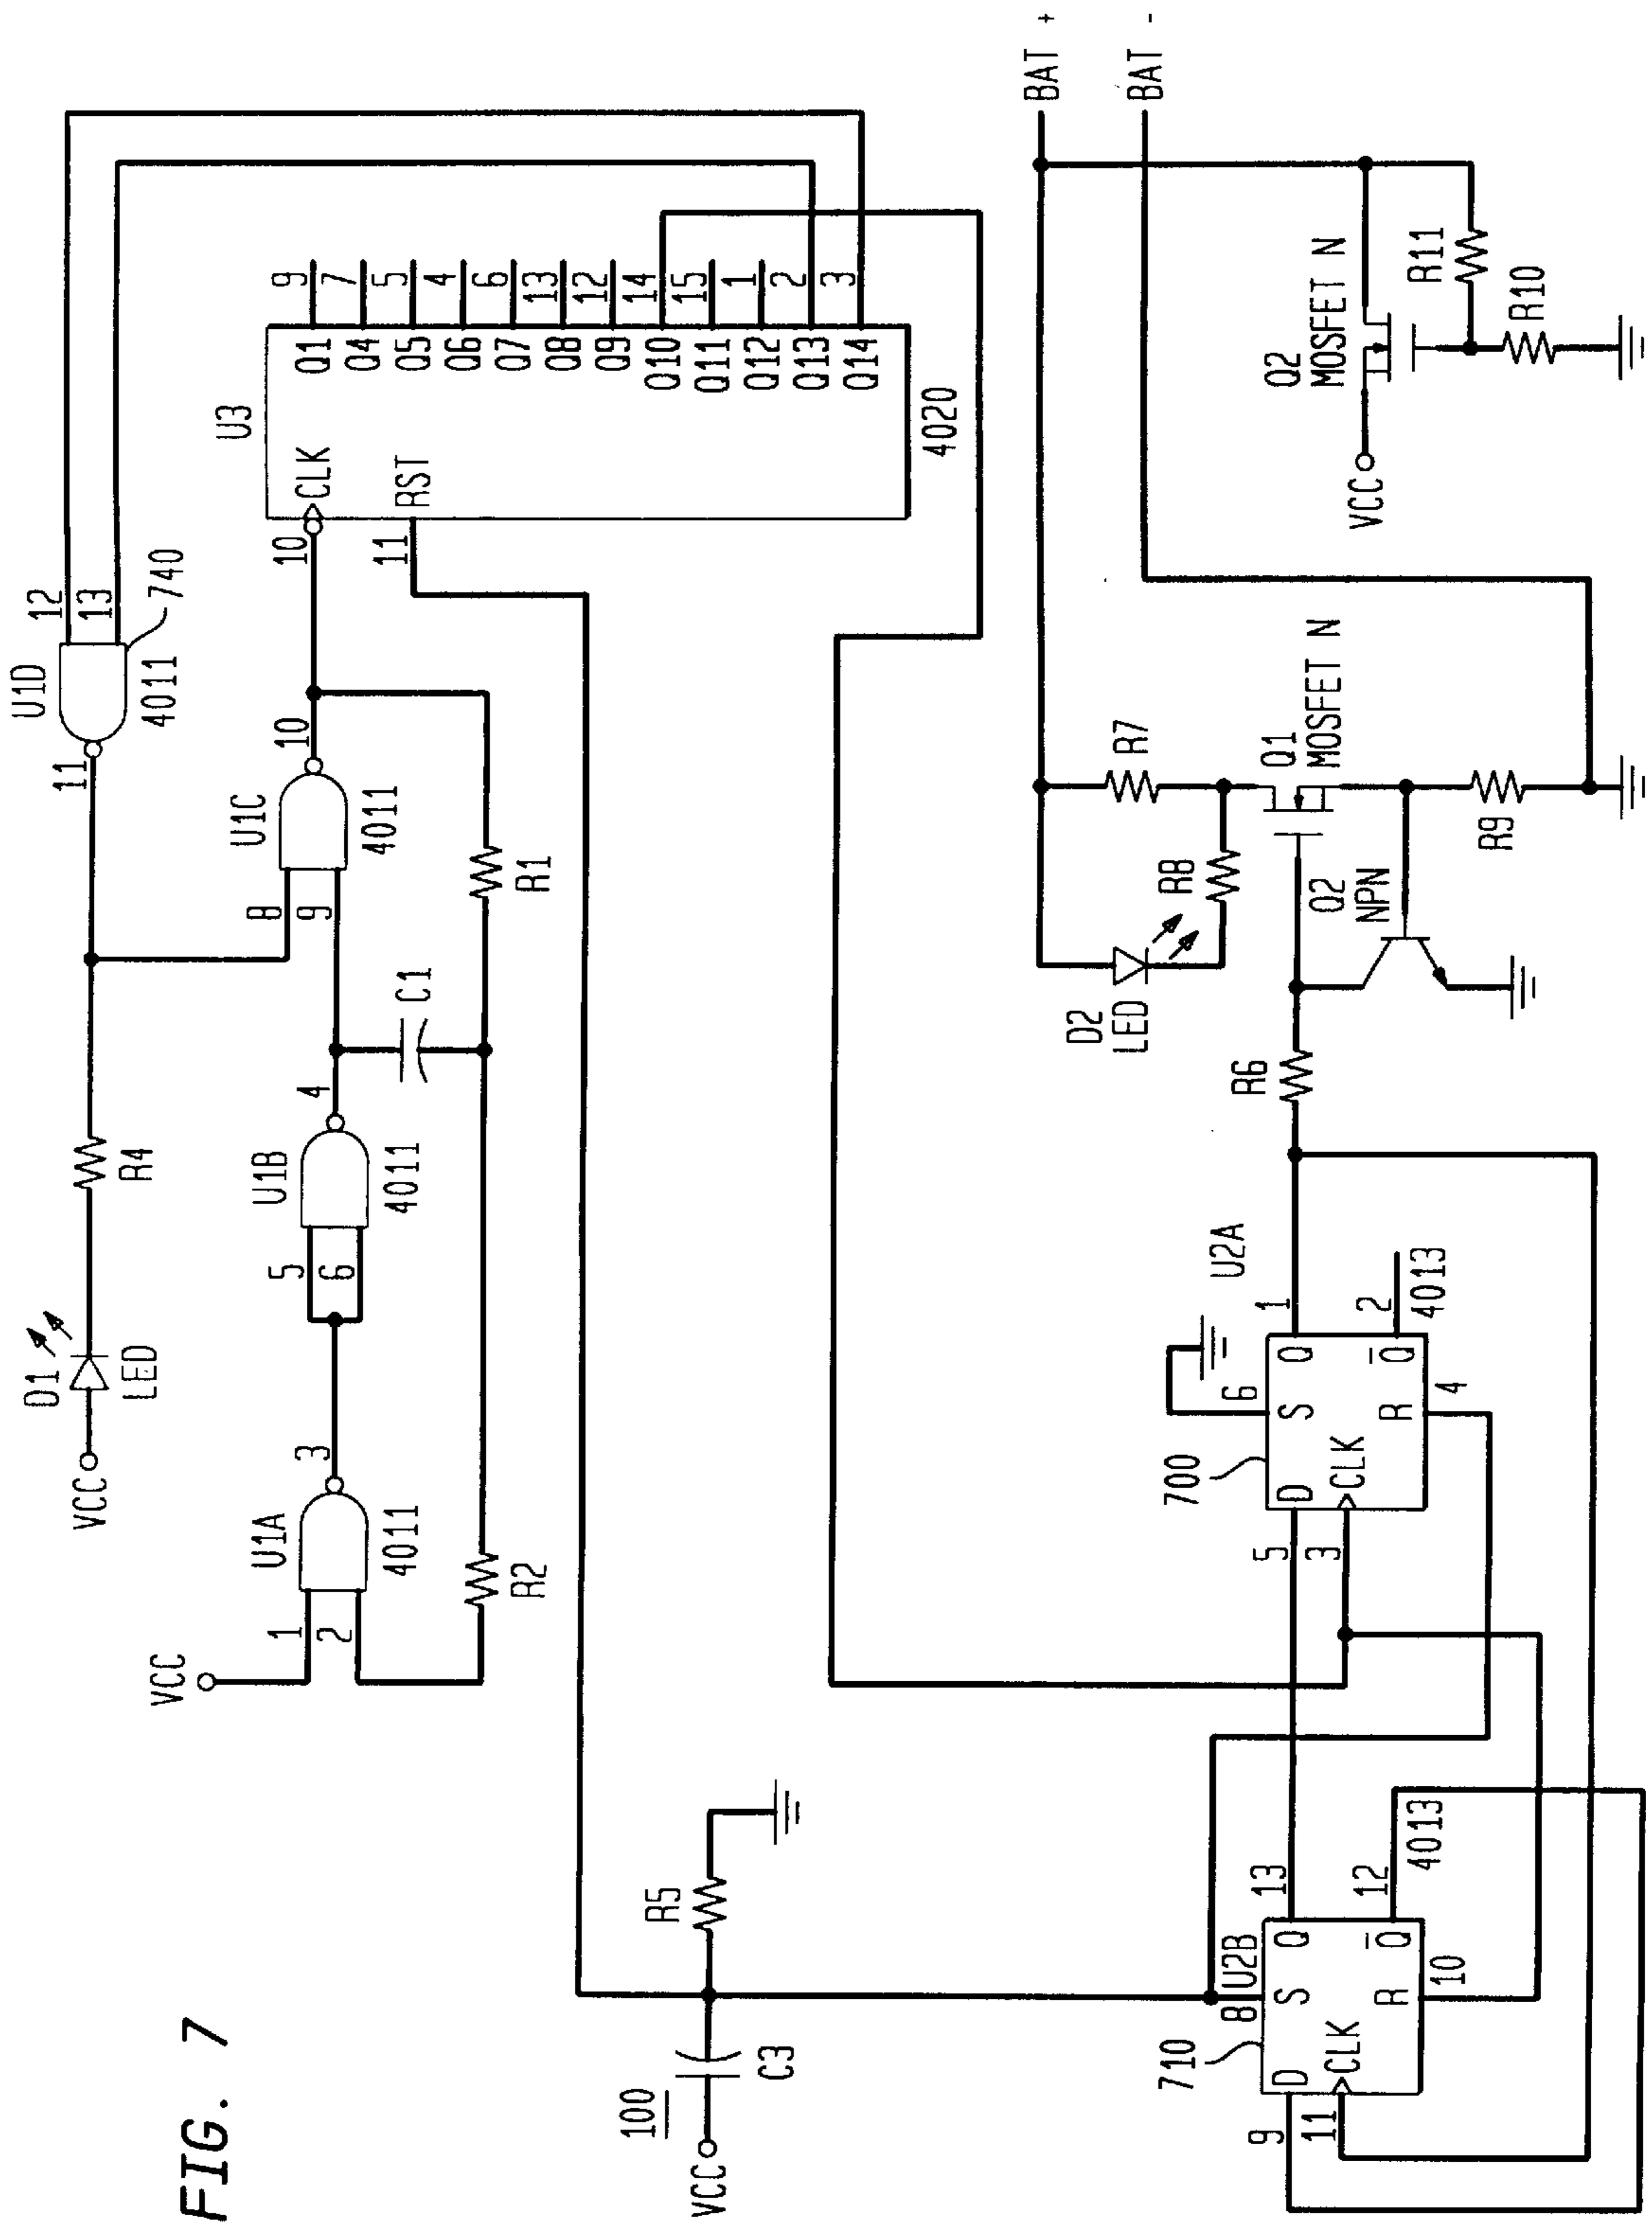 FIG. 7
VCC
D1
LED
R4
11
U1D
4011
12
13
740
VCC
1
2
U1A
4011
3
5
6
U1B
4011
4
C1
8
9
U1C
4011
10
R1
R2
U3
10
CLK
11
RST
4020
Q1 9
Q4 7
Q5 5
Q6 4
Q7 6
Q8 13
Q9 12
Q10 14
Q11 15
Q12 1
Q13 2
Q14 3
100
VCC
C3
R5
710
8 U2B
9 D
11 CLK
S
R
10
Q 13
Q̅ 12
4013
700
U2A
6
5 D
3 CLK
S
R
4
Q 1
Q̅ 2
4013
R6
D2
LED
R8
R7
Q1
MOSFET N
Q2
NPN
R9
BAT +
BAT -
VCC
Q2
MOSFET N
R11
R10